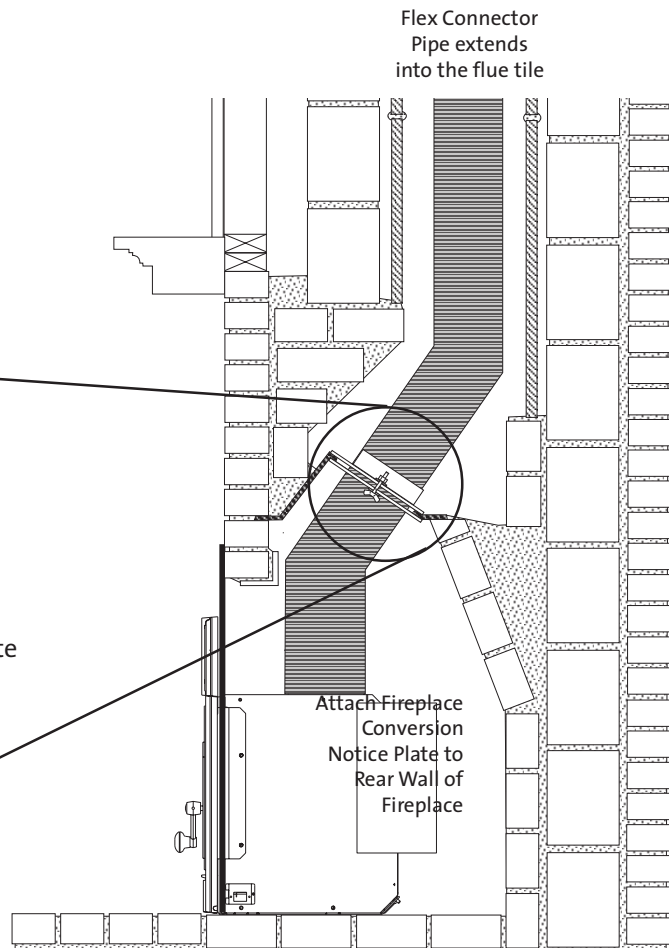 Flex Connector
Pipe extends
into the flue tile
Attach Fireplace
Conversion
Notice Plate to
Rear Wall of
Fireplace